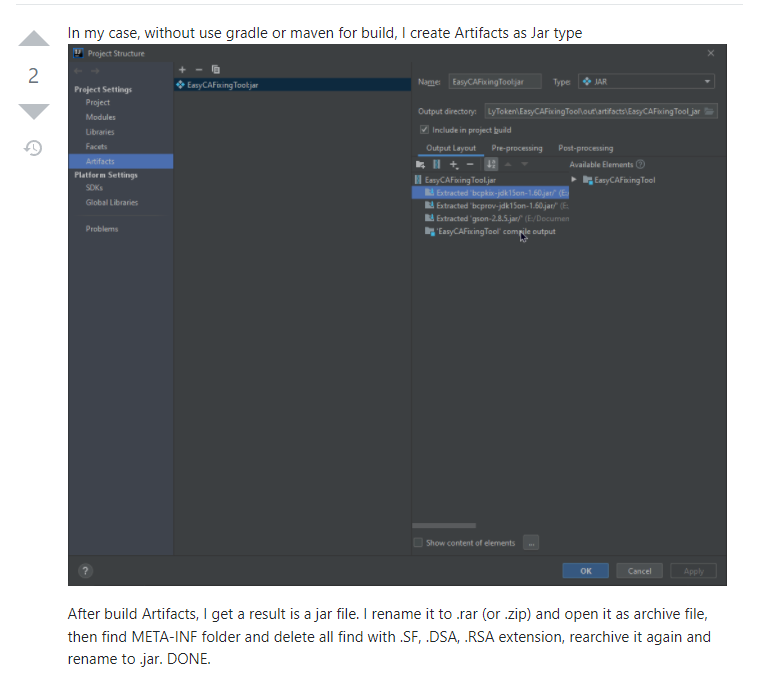 In my case, without use gradle or maven for build, I create Artifacts as Jar type
2
Project Structure
Project Settings
Project
Modules
Libraries
Facets
Artifacts
Platform Settings
SDKs
Global Libraries
Problems
EasyCAFixingTool:jar
Name: EasyCAFixingTool:jar Type: JAR
Output directory: LyToken\EasyCAFixingTool\out\artifacts\EasyCAFixingTool_jar
Include in project build
Output Layout Pre-processing Post-processing
Available Elements ?
EasyCAFixingTool.jar
Extracted 'bcpkix-jdk15on-1.60.jar/' (E:/
Extracted 'bcprov-jdk15on-1.60.jar/' (E:
Extracted 'gson-2.8.5.jar/' (E:/Documen
'EasyCAFixingTool' compile output
EasyCAFixingTool
Show content of elements ...
? OK Cancel Apply
After build Artifacts, I get a result is a jar file. I rename it to .rar (or .zip) and open it as archive file,
then find META-INF folder and delete all find with .SF, .DSA, .RSA extension, rearchive it again and
rename to .jar. DONE.